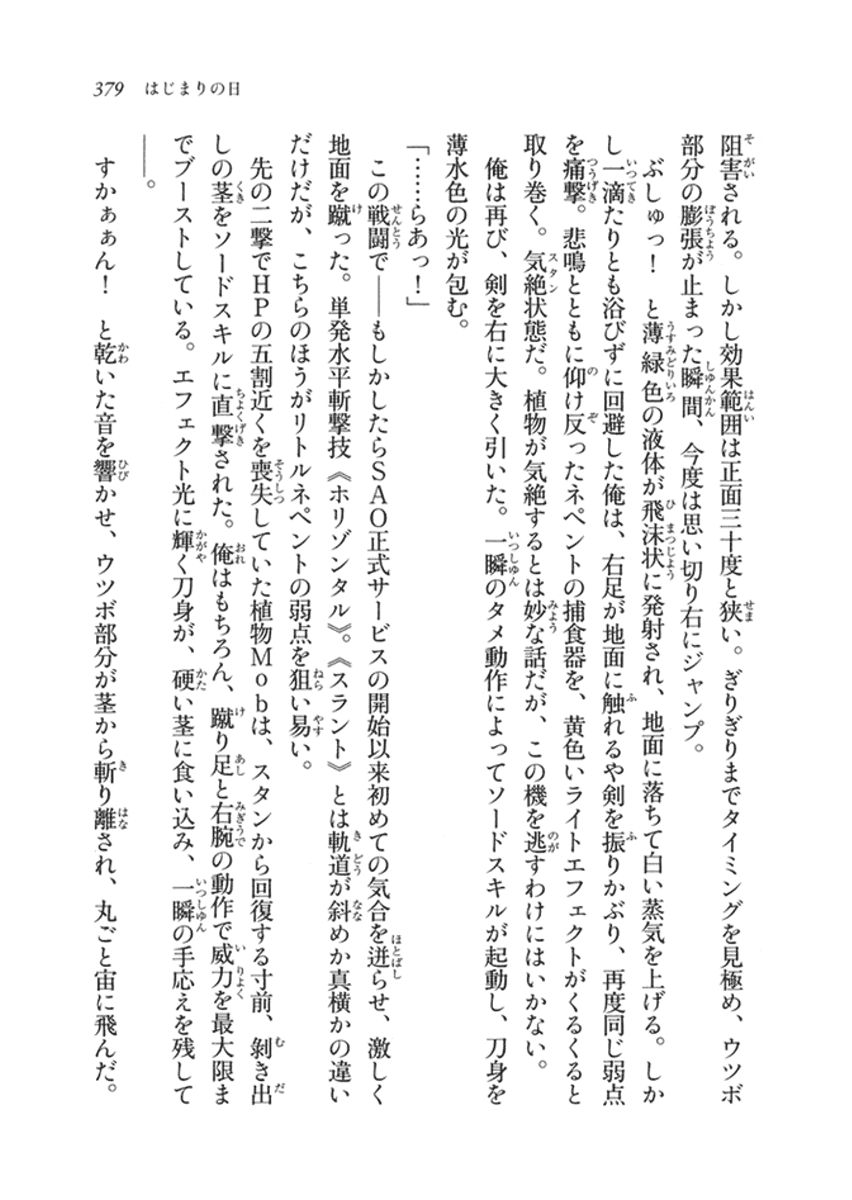 379 はじまりの日
阻害される。しかし効果範囲は正面三十度と狭い。ぎりぎりまでタイミングを見極め、ウツボ
部分の膨張が止まった瞬間、今度は思い切り右にジャンプ。
ぶしゅっ！　と薄緑色の液体が飛沫状に発射され、地面に落ちて白い蒸気を上げる。しか
し一滴たりとも浴びずに回避した俺は、右足が地面に触れるや剣を振りかぶり、再度同じ弱点
を痛撃。悲鳴とともに仰け反ったネペントの捕食器を、黄色いライトエフェクトがくるくると
取り巻く。気絶状態だ。植物が気絶するとは妙な話だが、この機を逃すわけにはいかない。
俺は再び、剣を右に大きく引いた。一瞬のタメ動作によってソードスキルが起動し、刀身を
薄水色の光が包む。
「……らあっ！」
この戦闘で――もしかしたらSAO正式サービスの開始以来初めての気合を迸らせ、激しく
地面を蹴った。単発水平斬撃技《ホリゾンタル》。《スラント》とは軌道が斜めか真横かの違い
だけだが、こちらのほうがリトルネペントの弱点を狙い易い。
先の二撃でHPの五割近くを喪失していた植物Mobは、スタンから回復する寸前、剝き出
しの茎をソードスキルに直撃された。俺はもちろん、蹴り足と右腕の動作で威力を最大限ま
でブーストしている。エフェクト光に輝く刀身が、硬い茎に食い込み、一瞬の手応えを残して
――。
すかぁぁん！　と乾いた音を響かせ、ウツボ部分が茎から斬り離され、丸ごと宙に飛んだ。